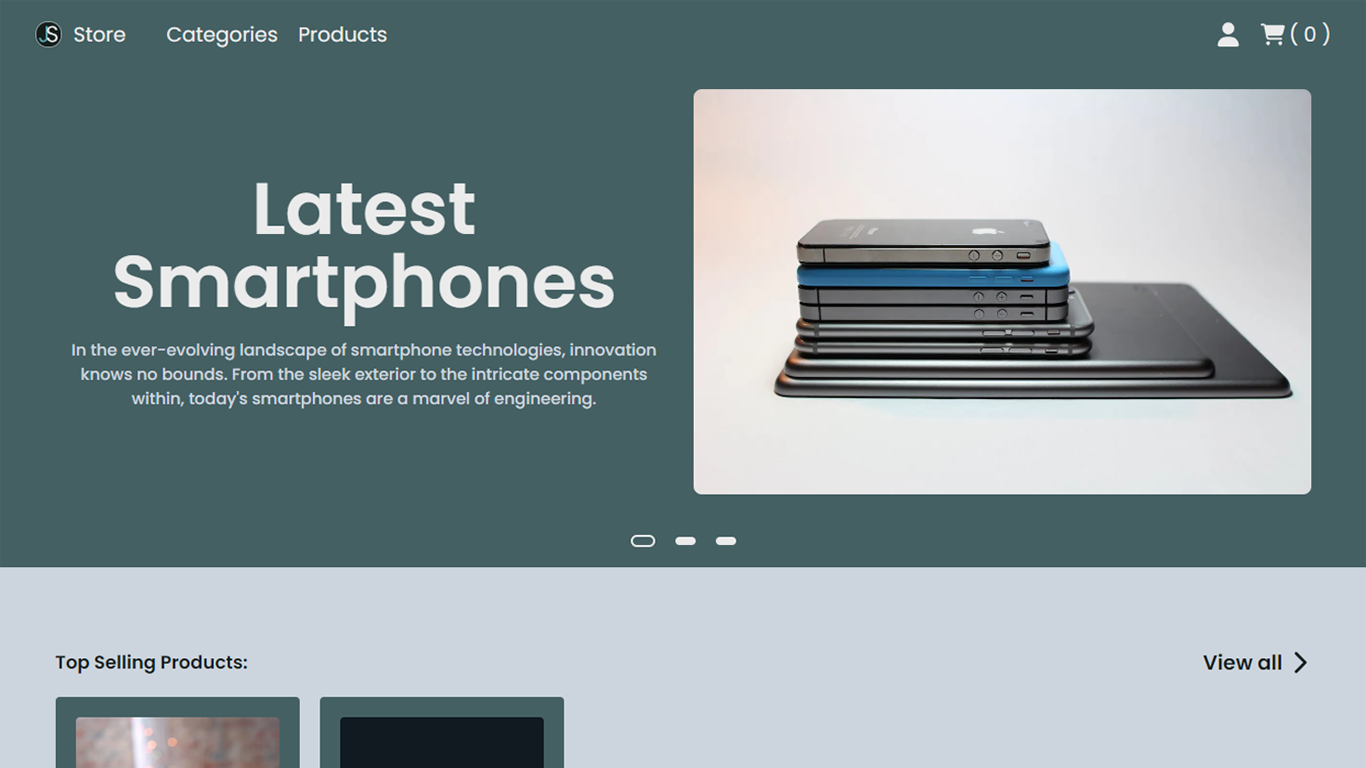 JS Store Categories Products ( 0 )
Latest
Smartphones
In the ever-evolving landscape of smartphone technologies, innovation
knows no bounds. From the sleek exterior to the intricate components
within, today's smartphones are a marvel of engineering.
Top Selling Products: View all